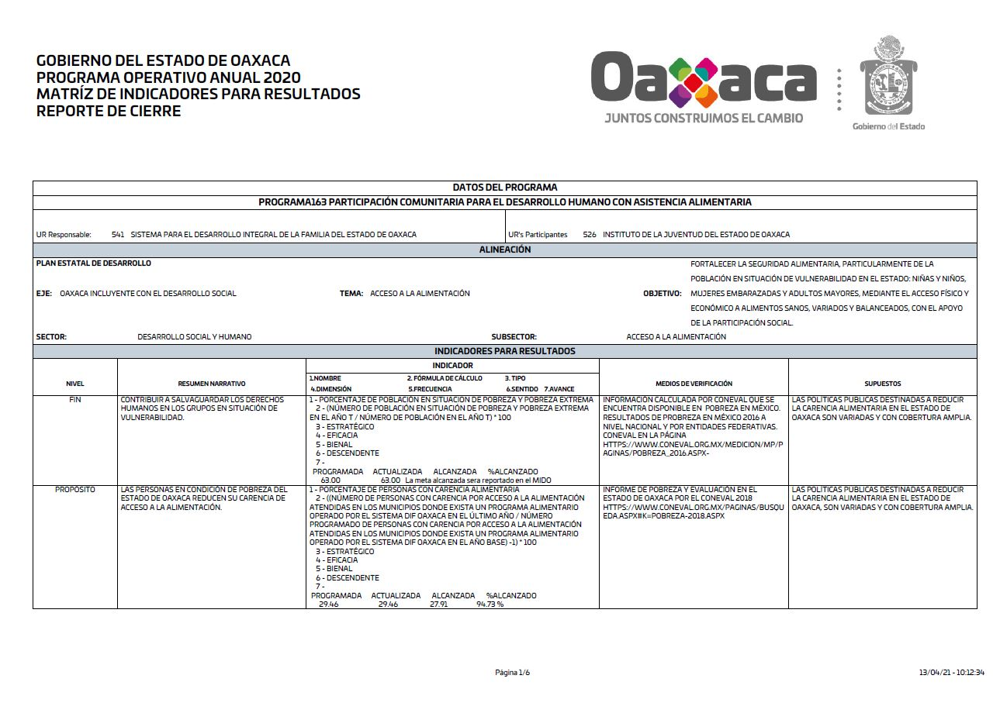 GOBIERNO DEL ESTADO DE OAXACA
PROGRAMA OPERATIVO ANUAL 2020
MATRÍZ DE INDICADORES PARA RESULTADOS
REPORTE DE CIERRE
Oaxaca
JUNTOS CONSTRUIMOS EL CAMBIO
Gobierno del Estado
DATOS DEL PROGRAMA
PROGRAMA163 PARTICIPACIÓN COMUNITARIA PARA EL DESARROLLO HUMANO CON ASISTENCIA ALIMENTARIA
UR Responsable: 541 SISTEMA PARA EL DESARROLLO INTEGRAL DE LA FAMILIA DEL ESTADO DE OAXACA
UR's Participantes 526 INSTITUTO DE LA JUVENTUD DEL ESTADO DE OAXACA
ALINEACIÓN
PLAN ESTATAL DE DESARROLLO
EJE: OAXACA INCLUYENTE CON EL DESARROLLO SOCIAL
TEMA: ACCESO A LA ALIMENTACIÓN
OBJETIVO:
FORTALECER LA SEGURIDAD ALIMENTARIA, PARTICULARMENTE DE LA
POBLACIÓN EN SITUACIÓN DE VULNERABILIDAD EN EL ESTADO: NIÑAS Y NIÑOS,
MUJERES EMBARAZADAS Y ADULTOS MAYORES, MEDIANTE EL ACCESO FÍSICO Y
ECONÓMICO A ALIMENTOS SANOS, VARIADOS Y BALANCEADOS, CON EL APOYO
DE LA PARTICIPACIÓN SOCIAL.
SECTOR: DESARROLLO SOCIAL Y HUMANO
SUBSECTOR: ACCESO A LA ALIMENTACIÓN
INDICADORES PARA RESULTADOS
NIVEL
RESUMEN NARRATIVO
INDICADOR
1.NOMBRE 2. FÓRMULA DE CÁLCULO 3. TIPO
4.DIMENSIÓN 5.FRECUENCIA 6.SENTIDO 7.AVANCE
MEDIOS DE VERIFICACIÓN
SUPUESTOS
FIN
CONTRIBUIR A SALVAGUARDAR LOS DERECHOS
HUMANOS EN LOS GRUPOS EN SITUACIÓN DE
VULNERABILIDAD.
1 - PORCENTAJE DE POBLACIÓN EN SITUACION DE POBREZA Y POBREZA EXTREMA
2 - (NÚMERO DE POBLACIÓN EN SITUACIÓN DE POBREZA Y POBREZA EXTREMA
EN EL AÑO T / NÚMERO DE POBLACIÓN EN EL AÑO T) * 100
3 - ESTRATÉGICO
4 - EFICACIA
5 - BIENAL
6 - DESCENDENTE
7 -
PROGRAMADA ACTUALIZADA ALCANZADA %ALCANZADO
63.00 63.00 La meta alcanzada sera reportado en el MIDO
INFORMACIÓN CALCULADA POR CONEVAL QUE SE
ENCUENTRA DISPONIBLE EN POBREZA EN MÉXICO.
RESULTADOS DE PROBREZA EN MÉXICO 2016 A
NIVEL NACIONAL Y POR ENTIDADES FEDERATIVAS.
CONEVAL EN LA PÁGINA
HTTPS://WWW.CONEVAL.ORG.MX/MEDICION/MP/P
AGINAS/POBREZA_2016.ASPX-
LAS POLÍTICAS PÚBLICAS DESTINADAS A REDUCIR
LA CARENCIA ALIMENTARIA EN EL ESTADO DE
OAXACA SON VARIADAS Y CON COBERTURA AMPLIA.
PROPÓSITO
LAS PERSONAS EN CONDICIÓN DE POBREZA DEL
ESTADO DE OAXACA REDUCEN SU CARENCIA DE
ACCESO A LA ALIMENTACIÓN.
1 - PORCENTAJE DE PERSONAS CON CARENCIA ALIMENTARIA
2 - ((NÚMERO DE PERSONAS CON CARENCIA POR ACCESO A LA ALIMENTACIÓN
ATENDIDAS EN LOS MUNICIPIOS DONDE EXISTA UN PROGRAMA ALIMENTARIO
OPERADO POR EL SISTEMA DIF OAXACA EN EL ÚLTIMO AÑO / NÚMERO
PROGRAMADO DE PERSONAS CON CARENCIA POR ACCESO A LA ALIMENTACIÓN
ATENDIDAS EN LOS MUNICIPIOS DONDE EXISTA UN PROGRAMA ALIMENTARIO
OPERADO POR EL SISTEMA DIF OAXACA EN EL AÑO BASE) -1) * 100
3 - ESTRATÉGICO
4 - EFICACIA
5 - BIENAL
6 - DESCENDENTE
7 -
PROGRAMADA ACTUALIZADA ALCANZADA %ALCANZADO
29.46 29.46 27.91 94.73 %
INFORME DE POBREZA Y EVALUACIÓN EN EL
ESTADO DE OAXACA POR EL CONEVAL 2018
HTTPS://WWW.CONEVAL.ORG.MX/PAGINAS/BUSQU
EDA.ASPX#K=POBREZA-2018.ASPX
LAS POLÍTICAS PÚBLICAS DESTINADAS A REDUCIR
LA CARENCIA ALIMENTARIA EN EL ESTADO DE
OAXACA, SON VARIADAS Y CON COBERTURA AMPLIA.
Página 1/6
13/04/21 - 10:12:34